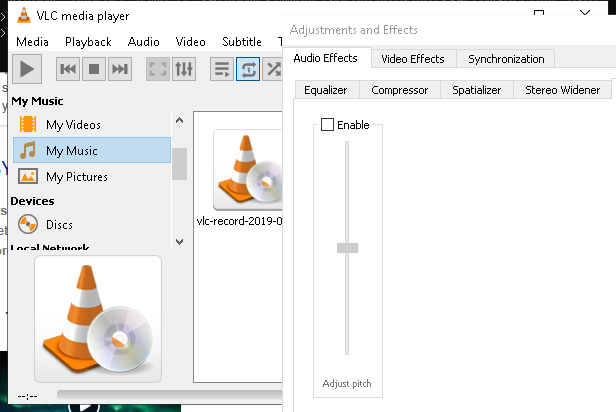 VLC media player
Media Playback Audio Video Subtitle T
My Music
My Videos
My Music
My Pictures
Devices
Discs
Local Network
vlc-record-2019-0
--:--
Adjustments and Effects
Audio Effects Video Effects Synchronization
Equalizer Compressor Spatializer Stereo Widener
Enable
Adjust pitch